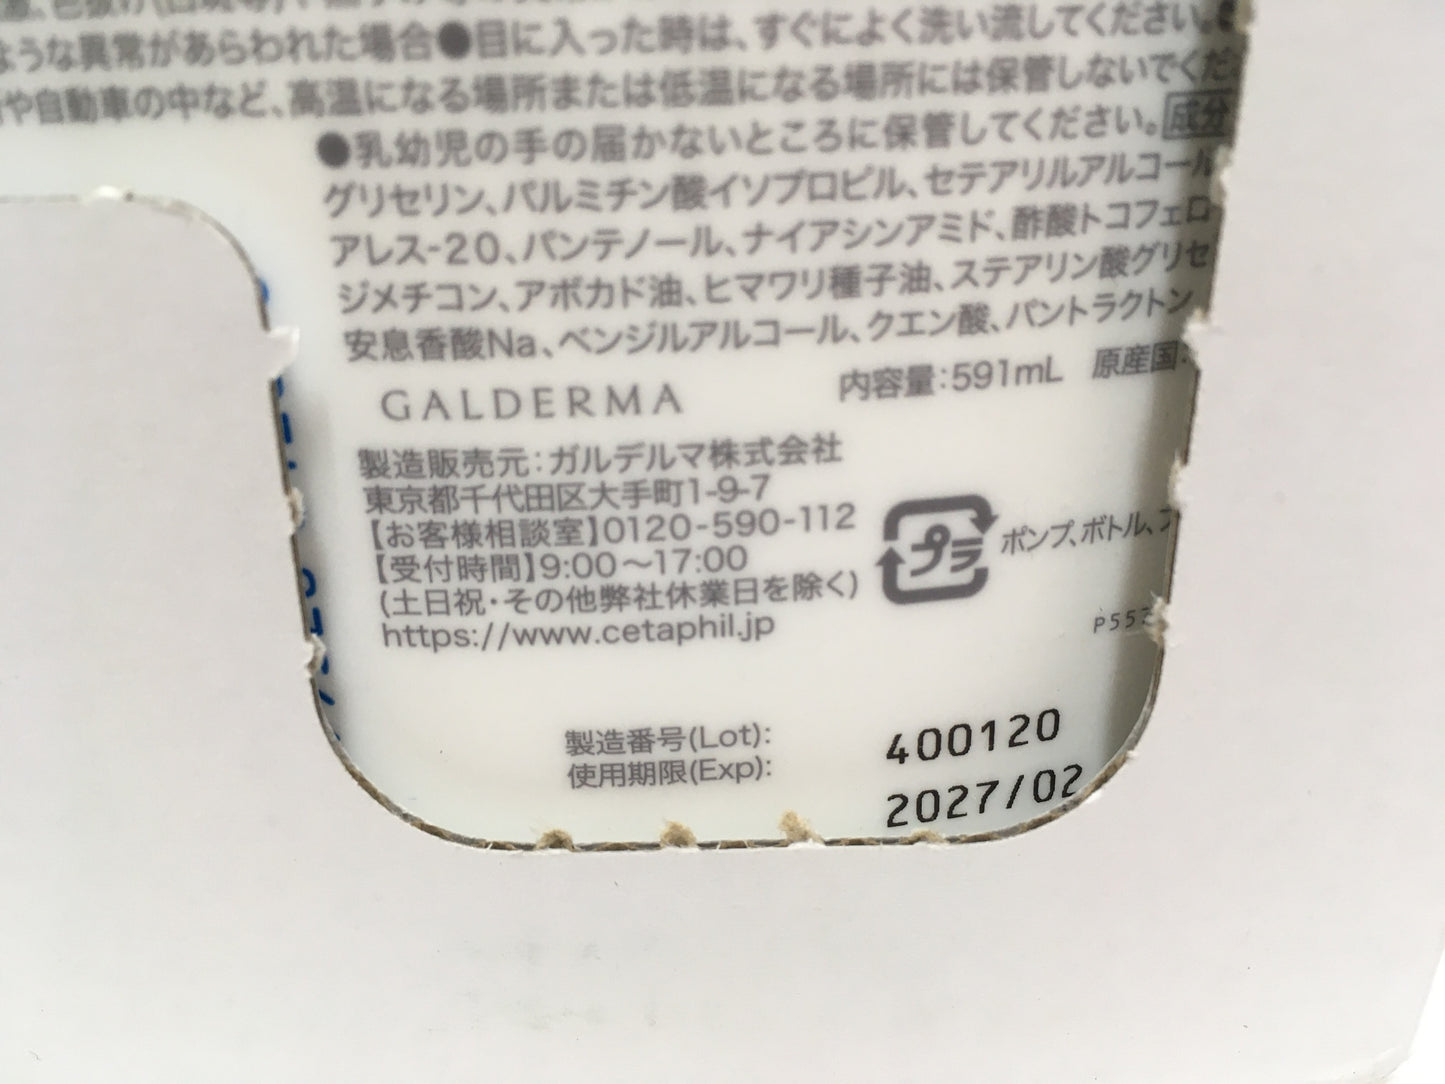 ような異常があらわれた場合●目に入った時は、すぐによく洗い流してください。
や自動車の中など、高温になる場所または低温になる場所には保管しないでくだ
●乳幼児の手の届かないところに保管してください。成分
グリセリン、パルミチン酸イソプロピル、セテアリルアルコール
アレス-20、パンテノール、ナイアシンアミド、酢酸トコフェロ
ジメチコン、アボカド油、ヒマワリ種子油、ステアリン酸グリセ
安息香酸Na、ベンジルアルコール、クエン酸、パントラクトン
GALDERMA 内容量:591mL 原産国:
製造販売元:ガルデルマ株式会社
東京都千代田区大手町1-9-7
【お客様相談室】0120-590-112
【受付時間】9:00〜17:00
(土日祝・その他弊社休業日を除く)
https://www.cetaphil.jp
プラ ポンプ、ボトル、
P55
製造番号(Lot): 400120
使用期限(Exp): 2027/02